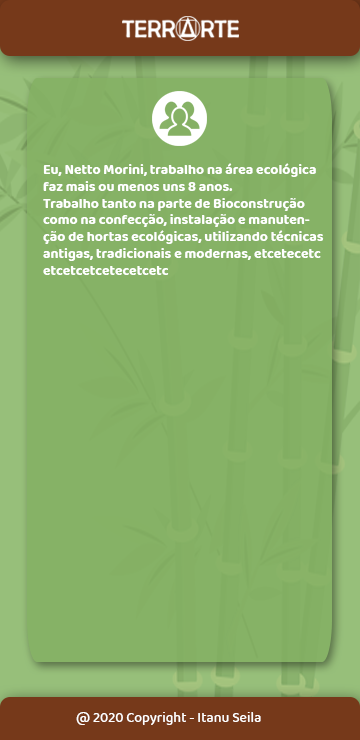 TERRARTE
Eu, Netto Morini, trabalho na área ecológica
faz mais ou menos uns 8 anos.
Trabalho tanto na parte de Bioconstrução
como na confecção, instalação e manuten-
ção de hortas ecológicas, utilizando técnicas
antigas, tradicionais e modernas, etcetecetc
etcetcetcetecetcetc
@ 2020 Copyright - Itanu Seila